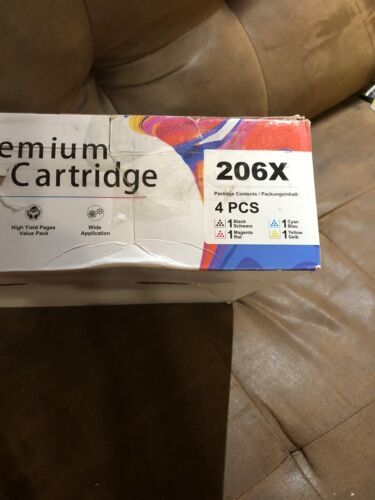 emium
Cartridge
High Yield Pages
Value Pack
Wide
Application
206X
Package Contents / Packungsinhalt:
4 PCS
1 Black
Schwarz
1 Cyan
Blau
1 Magenta
Rot
1 Yellow
Gelb